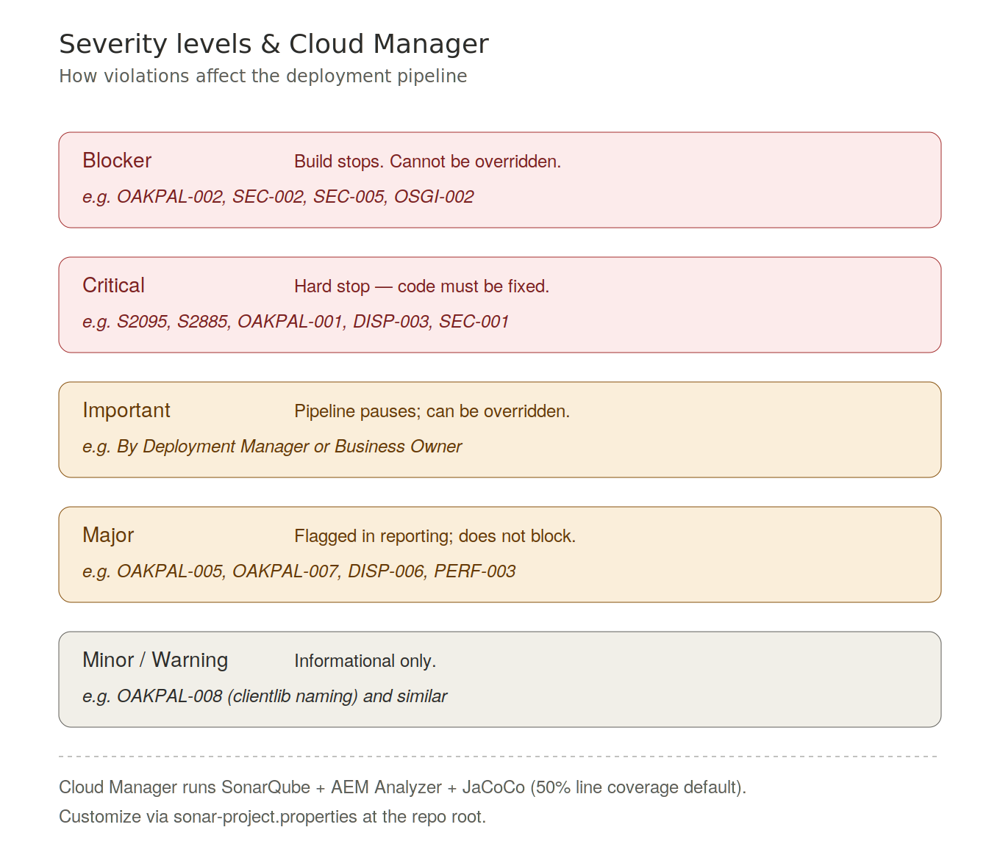 Severity levels & Cloud Manager
How violations affect the deployment pipeline
Blocker Build stops. Cannot be overridden.
e.g. OAKPAL-002, SEC-002, SEC-005, OSGI-002
Critical Hard stop — code must be fixed.
e.g. S2095, S2885, OAKPAL-001, DISP-003, SEC-001
Important Pipeline pauses; can be overridden.
e.g. By Deployment Manager or Business Owner
Major Flagged in reporting; does not block.
e.g. OAKPAL-005, OAKPAL-007, DISP-006, PERF-003
Minor / Warning Informational only.
e.g. OAKPAL-008 (clientlib naming) and similar
Cloud Manager runs SonarQube + AEM Analyzer + JaCoCo (50% line coverage default).
Customize via sonar-project.properties at the repo root.